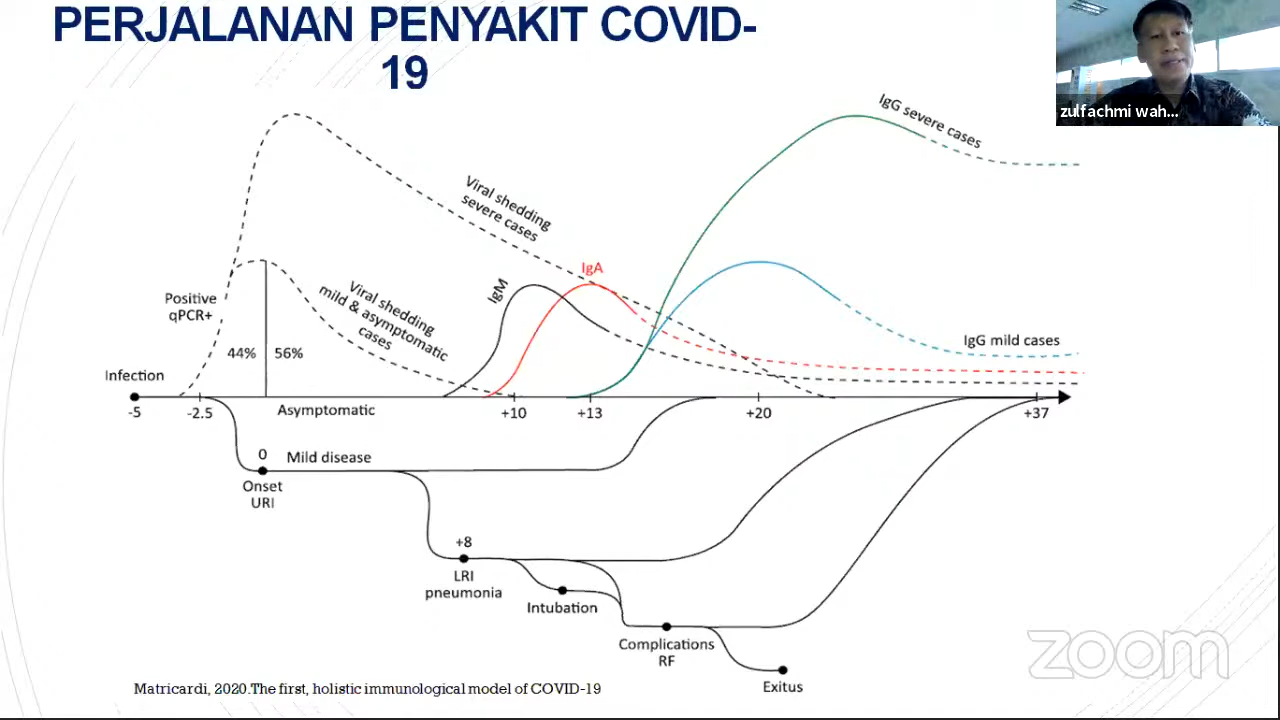 PERJALANAN PENYAKIT COVID-
19
zulfachmi wah...
IgG severe cases
Viral shedding
severe cases
IgA
IgM
Viral shedding
mild & asymptomatic
cases
Positive
qPCR+
44% 56%
IgG mild cases
Infection
-5 -2.5 +10 +13 +20 +37
Asymptomatic
0 Mild disease
Onset
URI
+8
LRI
pneumonia
Intubation
Complications
RF
Exitus
zoom
Matricardi, 2020.The first, holistic immunological model of COVID-19